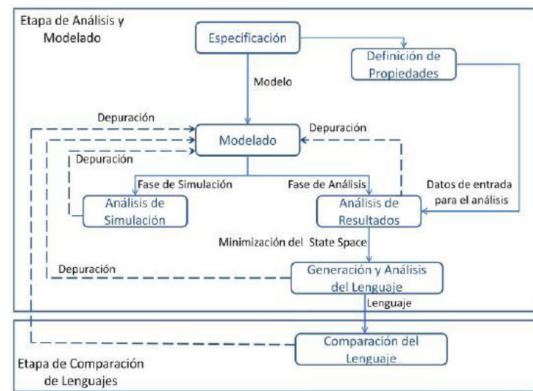 Etapa de Análisis y
Modelado
Especificación
Definición de
Propiedades
Modelo
Depuración
Depuración
Modelado
Depuración
Fase de Simulación
Fase de Análisis
Datos de entrada
para el análisis
Análisis de
Simulación
Análisis de
Resultados
Minimización del State Space
Depuración
Generación y Análisis
del Lenguaje
Lenguaje
Comparación del
Lenguaje
Etapa de Comparación
de Lenguajes